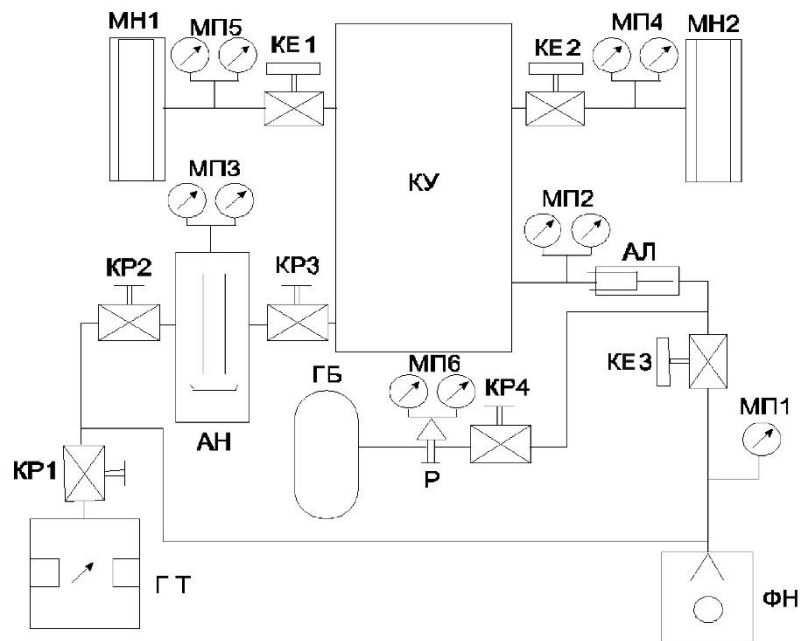 МН1 МП5 КЕ1 КЕ2 МП4 МН2
КУ
МП3 МП2
КР2 КР3 АЛ
КЕ3
ГБ МП6 КР4
МП1
АН
КР1 Р
ГТ ФН